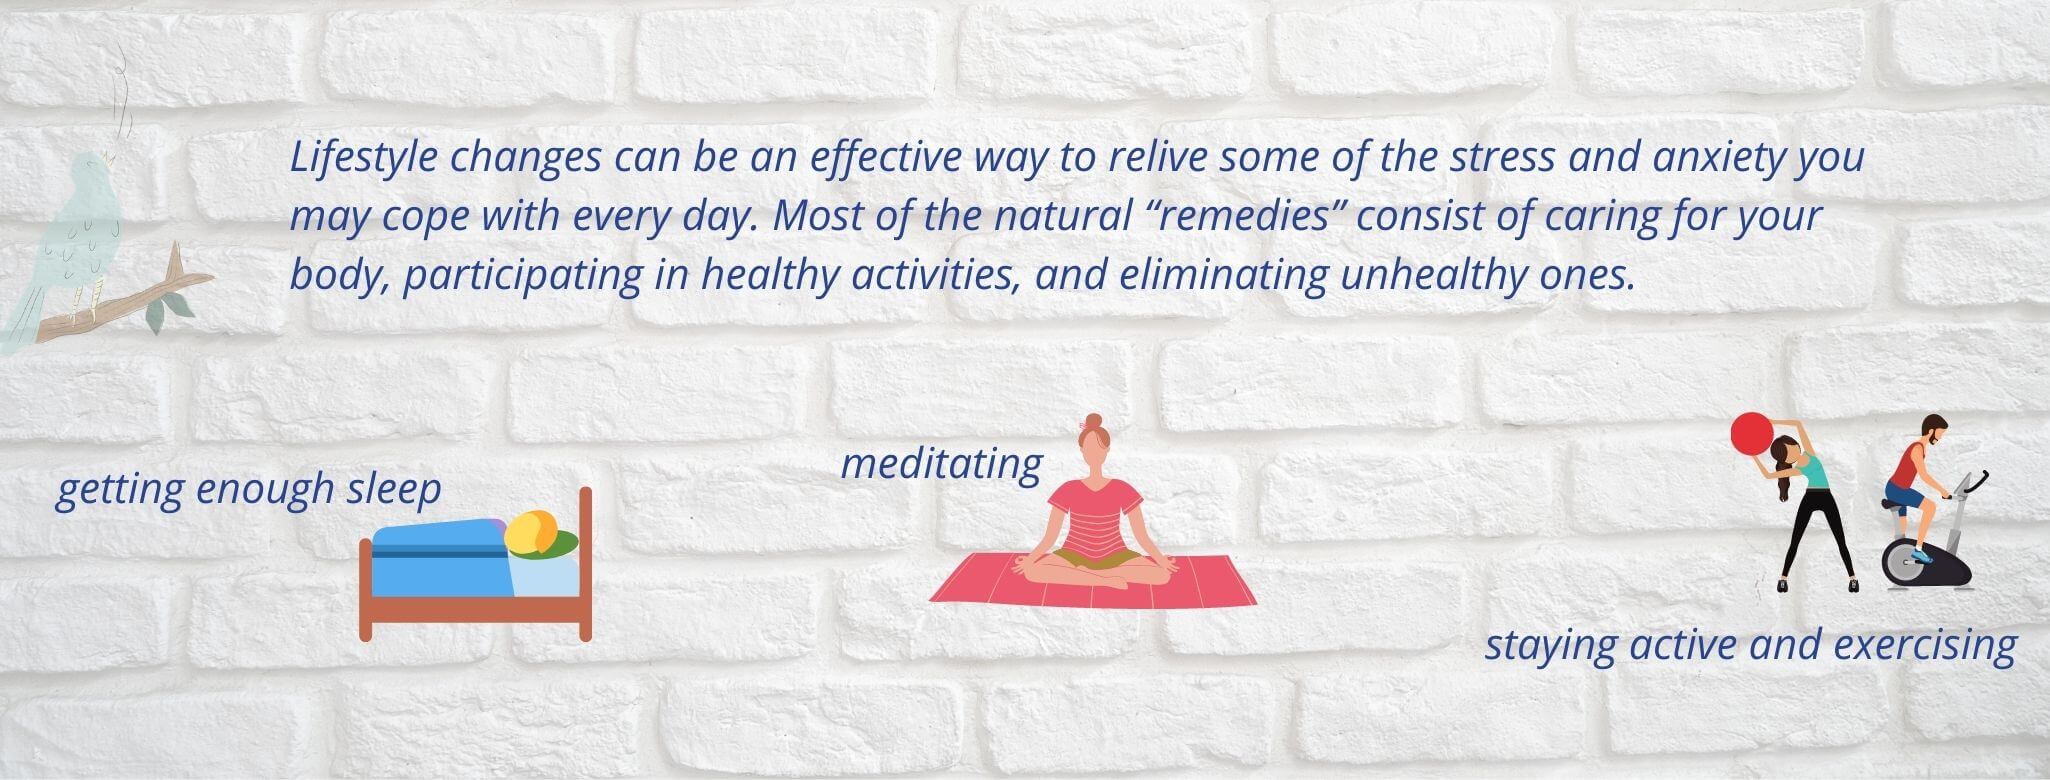 Lifestyle changes can be an effective way to relive some of the stress and anxiety you
may cope with every day. Most of the natural “remedies” consist of caring for your
body, participating in healthy activities, and eliminating unhealthy ones.
getting enough sleep
meditating
staying active and exercising